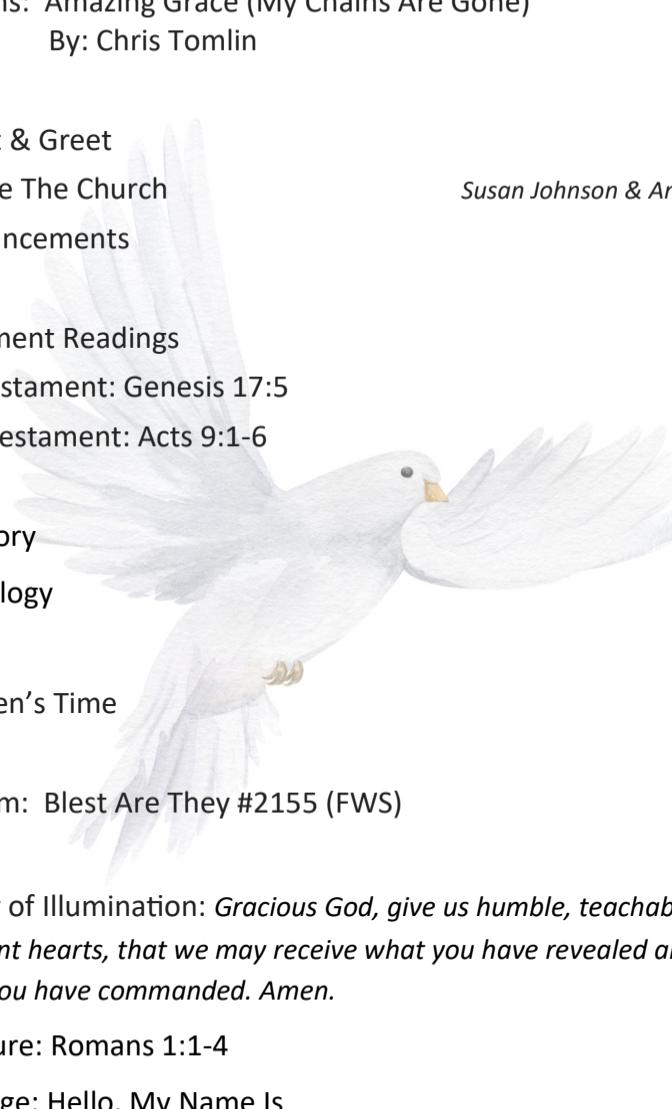 ns: Amazing Grace (My Chains Are Gone)
By: Chris Tomlin
t & Greet
e The Church Susan Johnson & Ar
ncements
ment Readings
stament: Genesis 17:5
estament: Acts 9:1-6
ory
logy
en’s Time
m: Blest Are They #2155 (FWS)
r of Illumination: Gracious God, give us humble, teachab
nt hearts, that we may receive what you have revealed a
ou have commanded. Amen.
ure: Romans 1:1-4
ge: Hello, My Name Is